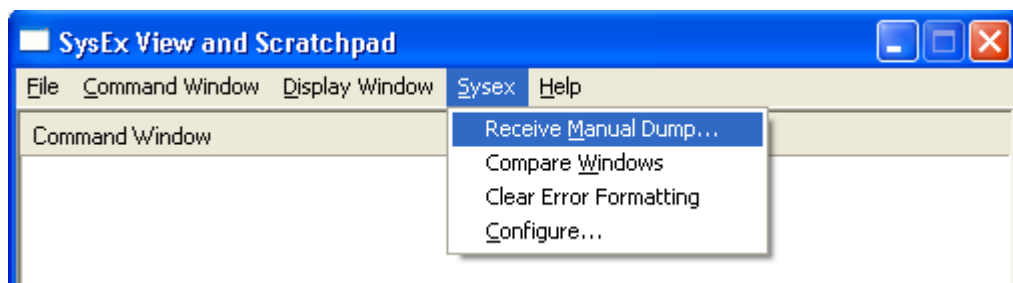 SysEx View and Scratchpad
File Command Window Display Window Sysex Help
Command Window
Receive Manual Dump...
Compare Windows
Clear Error Formatting
Configure...